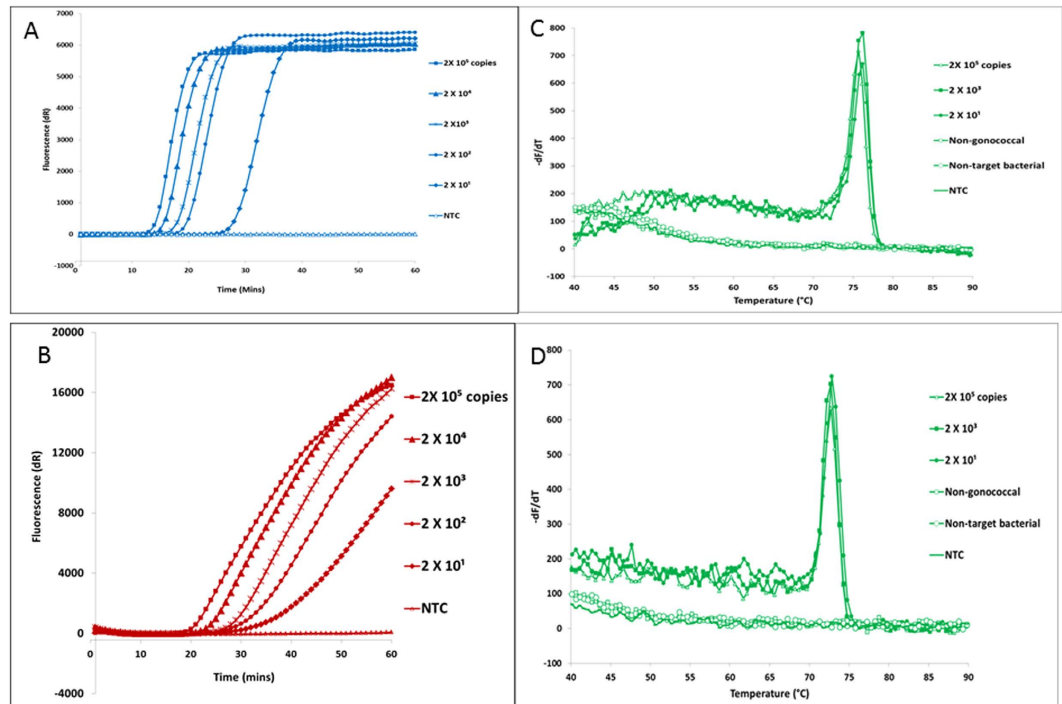 A
7000
6000
5000
4000
3000
2000
1000
0
-1000
Fluorescence (dR)
0 10 20 30 40 50 60
Time (Mins)
2X 10⁵ copies
2 X 10⁴
2 X10³
2 X 10²
2 X 10¹
NTC
C
800
700
600
500
400
300
200
100
0
-100
-dF/dT
40 45 50 55 60 65 70 75 80 85 90
Temperature (°C)
2X 10⁵ copies
2 X 10³
2 X 10¹
Non-gonococcal
Non-target bacterial
NTC
B
20000
16000
12000
8000
4000
0
-4000
Fluorescence (dR)
0 10 20 30 40 50 60
Time (mins)
2X 10⁵ copies
2 X 10⁴
2 X 10³
2 X 10²
2 X 10¹
NTC
D
800
700
600
500
400
300
200
100
0
-100
-dF/dT
40 45 50 55 60 65 70 75 80 85 90
Temperature (°C)
2X 10⁵ copies
2 X 10³
2 X 10¹
Non-gonococcal
Non-target bacterial
NTC